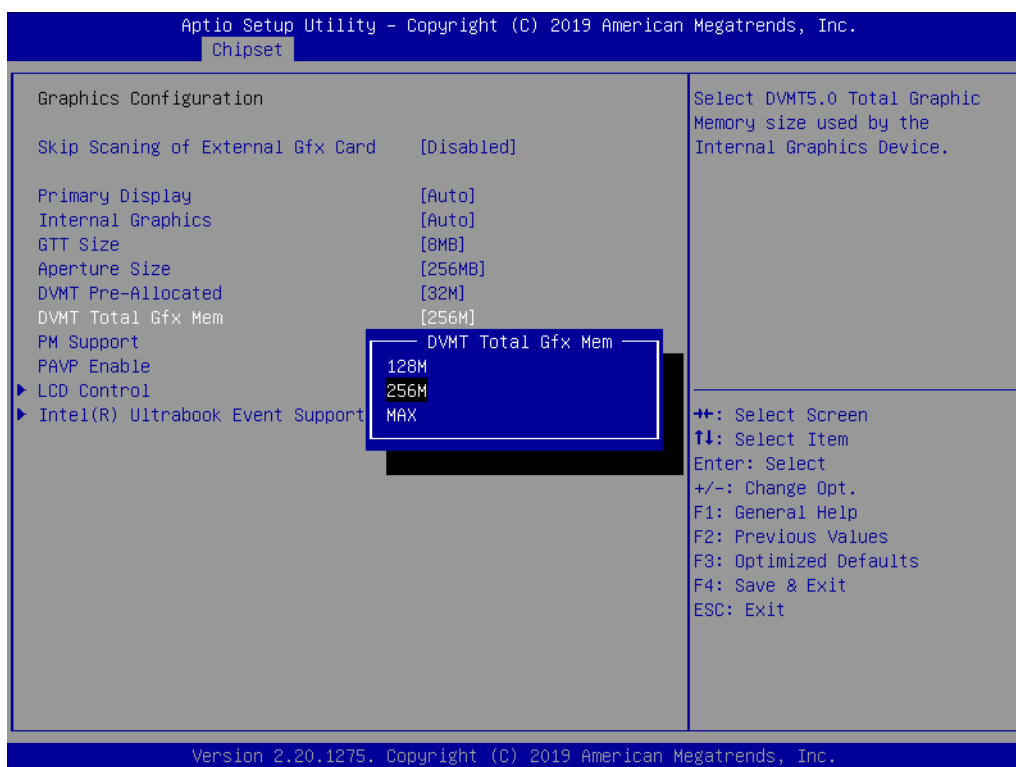 Aptio Setup Utility – Copyright (C) 2019 American Megatrends, Inc.
Chipset
Graphics Configuration
Skip Scaning of External Gfx Card [Disabled]
Primary Display [Auto]
Internal Graphics [Auto]
GTT Size [8MB]
Aperture Size [256MB]
DVMT Pre-Allocated [32M]
DVMT Total Gfx Mem [256M]
PM Support
PAVP Enable
LCD Control
Intel(R) Ultrabook Event Support
DVMT Total Gfx Mem
128M
256M
MAX
Select DVMT5.0 Total Graphic
Memory size used by the
Internal Graphics Device.
→←: Select Screen
↑↓: Select Item
Enter: Select
+/-: Change Opt.
F1: General Help
F2: Previous Values
F3: Optimized Defaults
F4: Save & Exit
ESC: Exit
Version 2.20.1275. Copyright (C) 2019 American Megatrends, Inc.